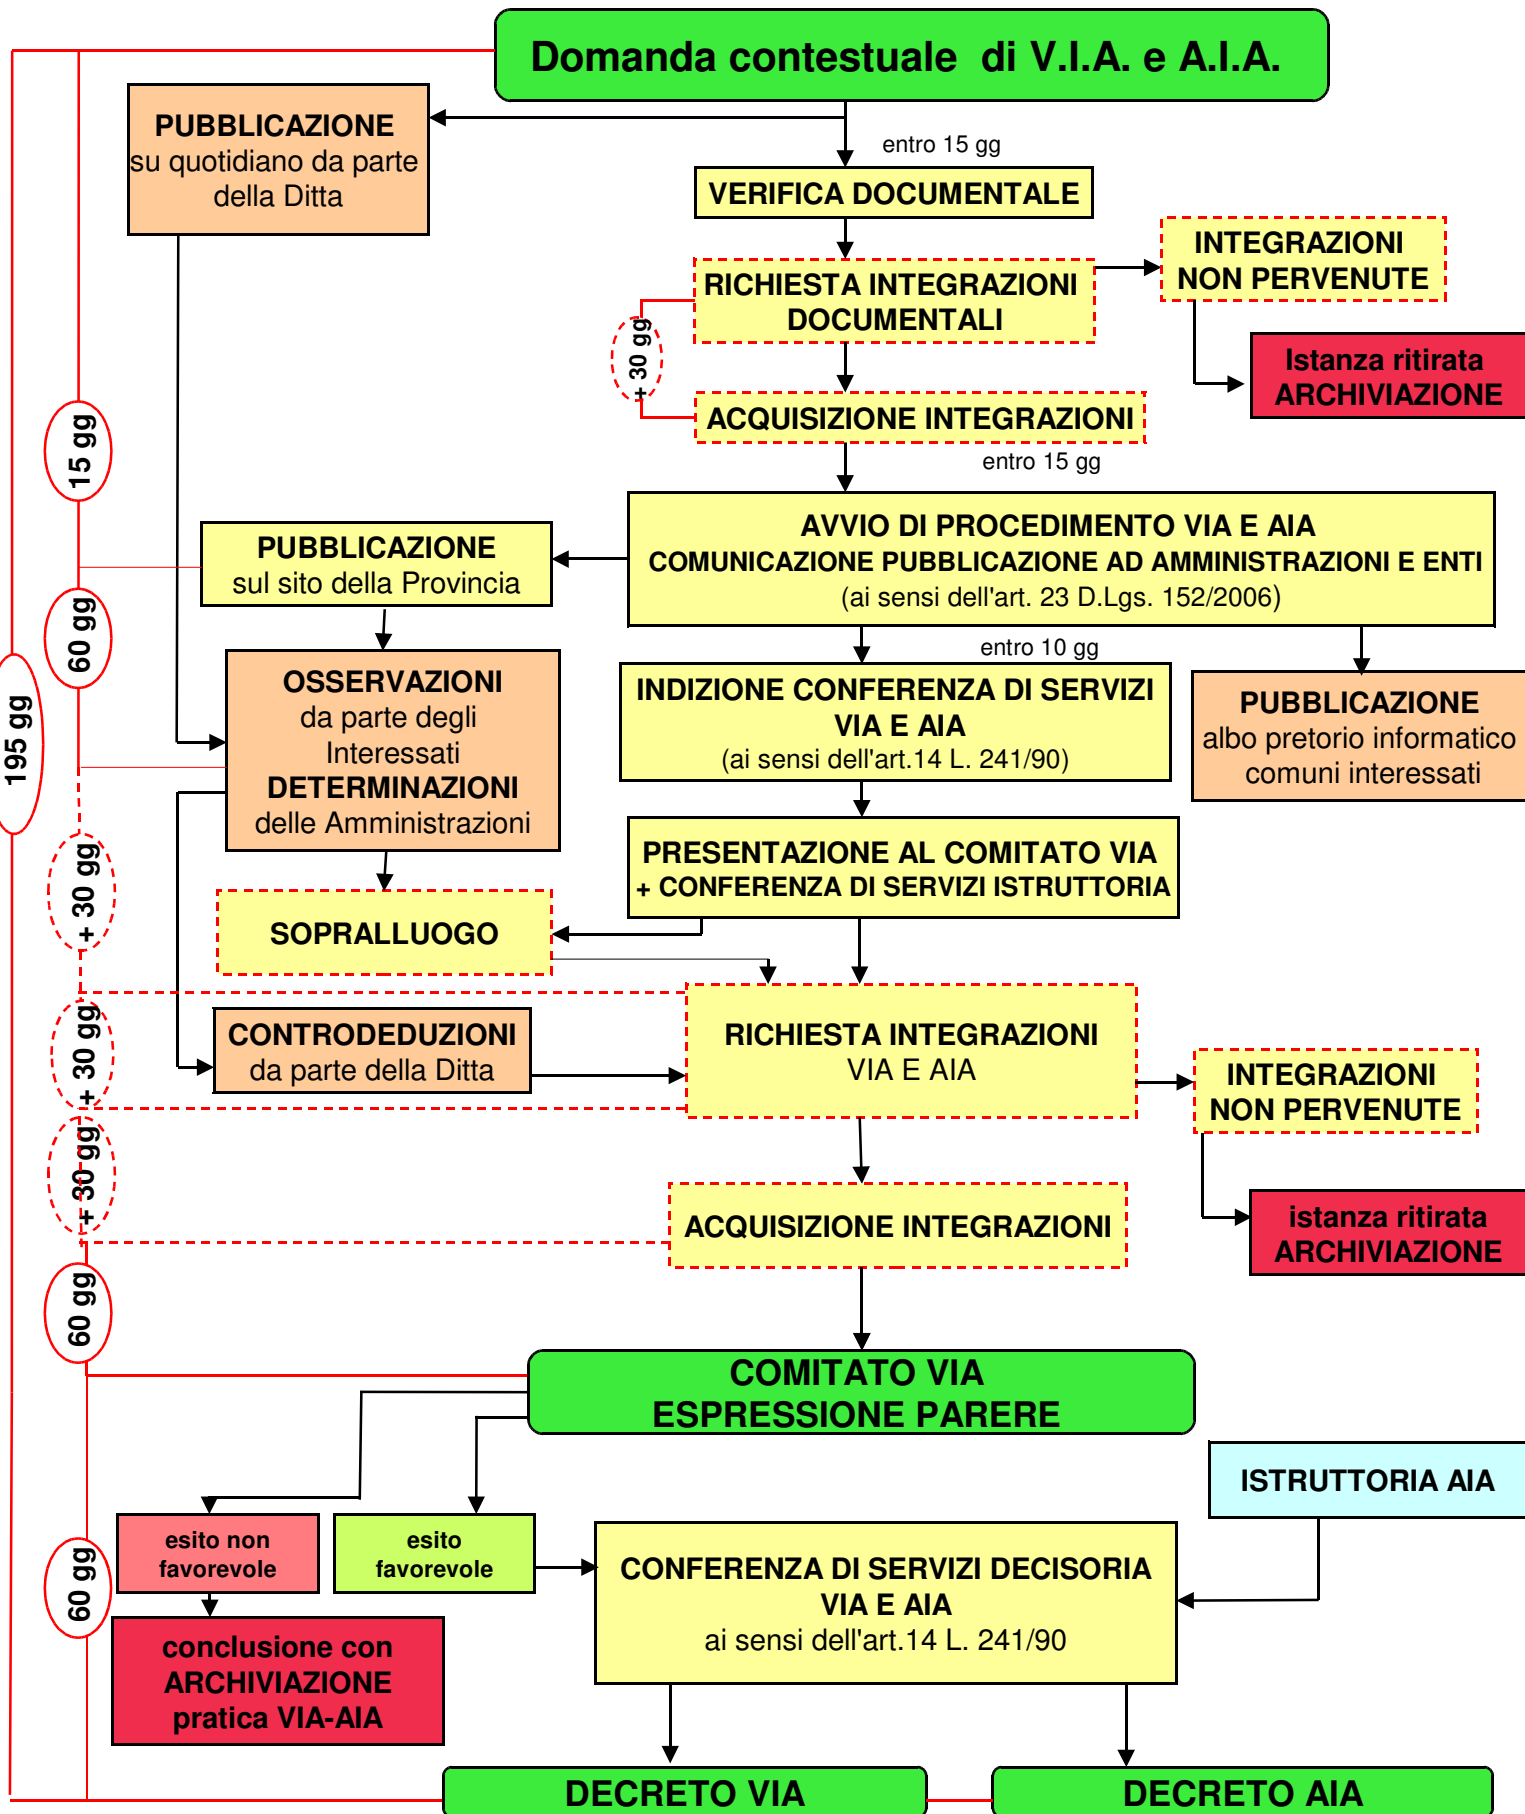 Domanda contestuale  di V.I.A. e A.I.A.
PUBBLICAZIONE
su quotidiano da parte
della Ditta
entro 15 gg
VERIFICA DOCUMENTALE
RICHIESTA INTEGRAZIONI
DOCUMENTALI
INTEGRAZIONI
NON PERVENUTE
+ 30 gg
Istanza ritirata
ARCHIVIAZIONE
ACQUISIZIONE INTEGRAZIONI
entro 15 gg
15 gg
AVVIO DI PROCEDIMENTO VIA E AIA
COMUNICAZIONE PUBBLICAZIONE AD AMMINISTRAZIONI E ENTI
(ai sensi dell'art. 23 D.Lgs. 152/2006)
PUBBLICAZIONE
sul sito della Provincia
60 gg
195 gg
entro 10 gg
OSSERVAZIONI
da parte degli
Interessati
DETERMINAZIONI
delle Amministrazioni
INDIZIONE CONFERENZA DI SERVIZI
VIA E AIA
(ai sensi dell'art.14 L. 241/90)
PUBBLICAZIONE
albo pretorio informatico
comuni interessati
PRESENTAZIONE AL COMITATO VIA
+ CONFERENZA DI SERVIZI ISTRUTTORIA
+ 30 gg
SOPRALLUOGO
+ 30 gg
CONTRODEDUZIONI
da parte della Ditta
RICHIESTA INTEGRAZIONI
VIA E AIA
INTEGRAZIONI
NON PERVENUTE
+ 30 gg
ACQUISIZIONE INTEGRAZIONI
istanza ritirata
ARCHIVIAZIONE
60 gg
COMITATO VIA
ESPRESSIONE PARERE
ISTRUTTORIA AIA
esito non
favorevole
esito
favorevole
60 gg
CONFERENZA DI SERVIZI DECISORIA
VIA E AIA
ai sensi dell'art.14 L. 241/90
conclusione con
ARCHIVIAZIONE
pratica VIA-AIA
DECRETO VIA
DECRETO AIA